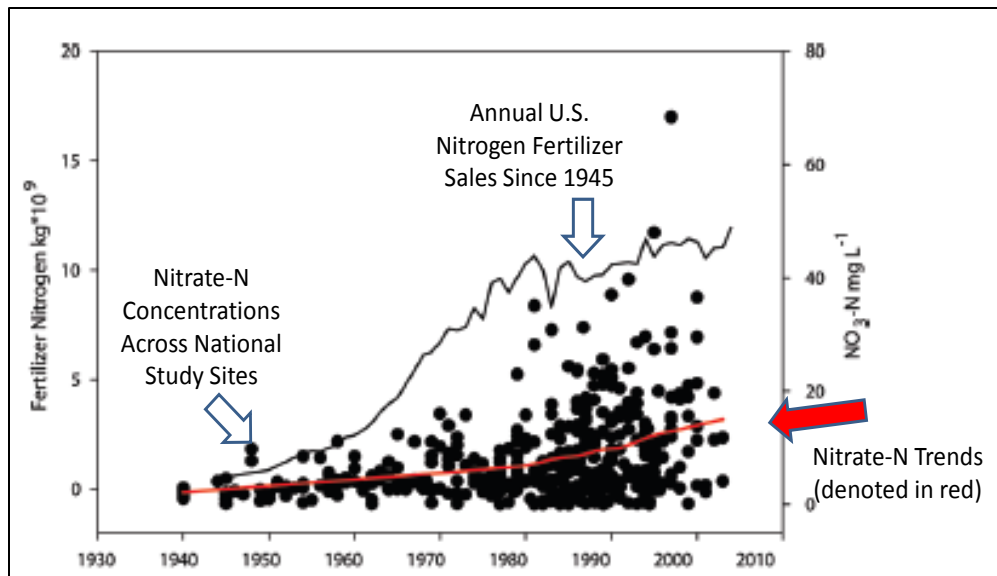 20
15
10
5
0
Fertilizer Nitrogen kg*10^9
80
60
40
20
0
NO3-N mg L-1
1930
1940
1950
1960
1970
1980
1990
2000
2010
Annual U.S.
Nitrogen Fertilizer
Sales Since 1945
Nitrate-N
Concentrations
Across National
Study Sites
Nitrate-N Trends
(denoted in red)